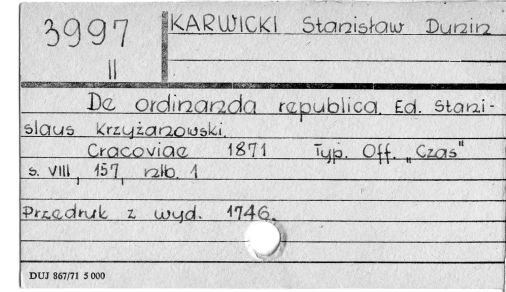 3997
II
KARWICKI Stanisław Dunin
De ordinanda republica. Ed. Stani-
slaus Krzyżanowski.
Cracoviae 1871 Typ. Off. „Czas"
s. VIII, 157, nlb. 1
Przedruk z wyd. 1746.
DUJ 867/71 5 000